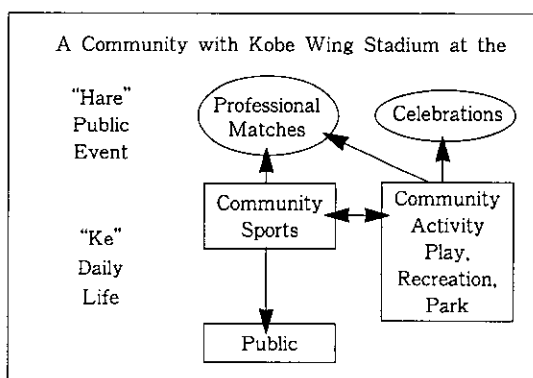 A Community with Kobe Wing Stadium at the
"Hare"
Public
Event
Professional
Matches
Celebrations
"Ke"
Daily
Life
Community
Sports
Community
Activity
Play,
Recreation,
Park
Public